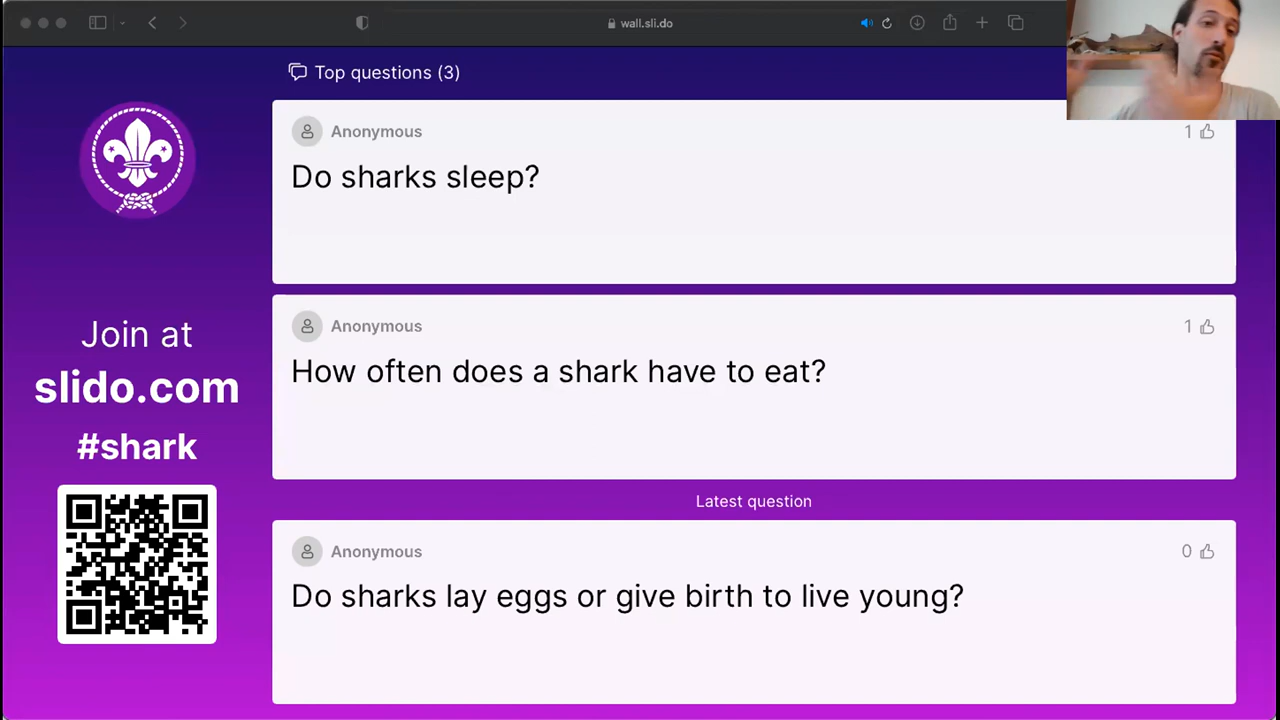 wall.sli.do
Top questions (3)
Anonymous
1
Do sharks sleep?
Anonymous
1
How often does a shark have to eat?
Latest question
Anonymous
0
Do sharks lay eggs or give birth to live young?
Join at
slido.com
#shark